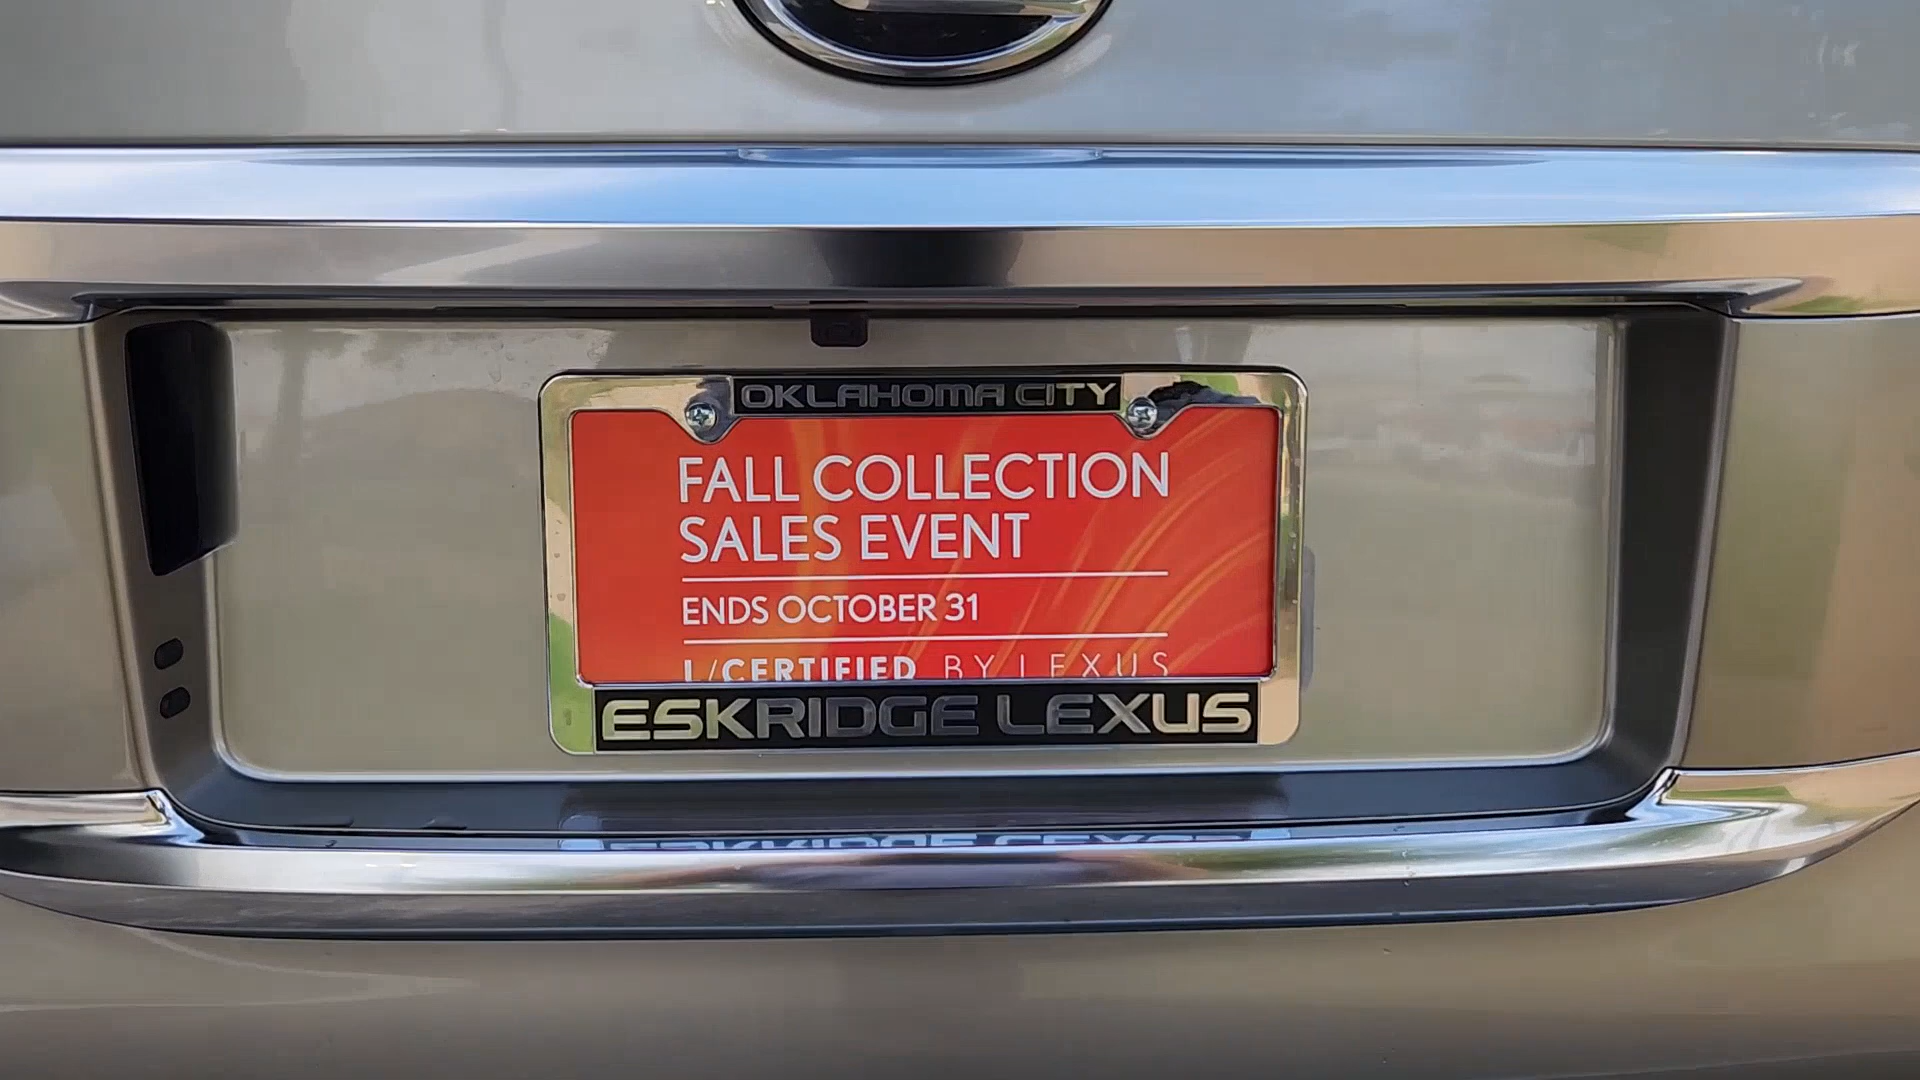 OKLAHOMA CITY
FALL COLLECTION
SALES EVENT
ENDS OCTOBER 31
L/CERTIFIED BY LEXUS
ESKRIDGE LEXUS